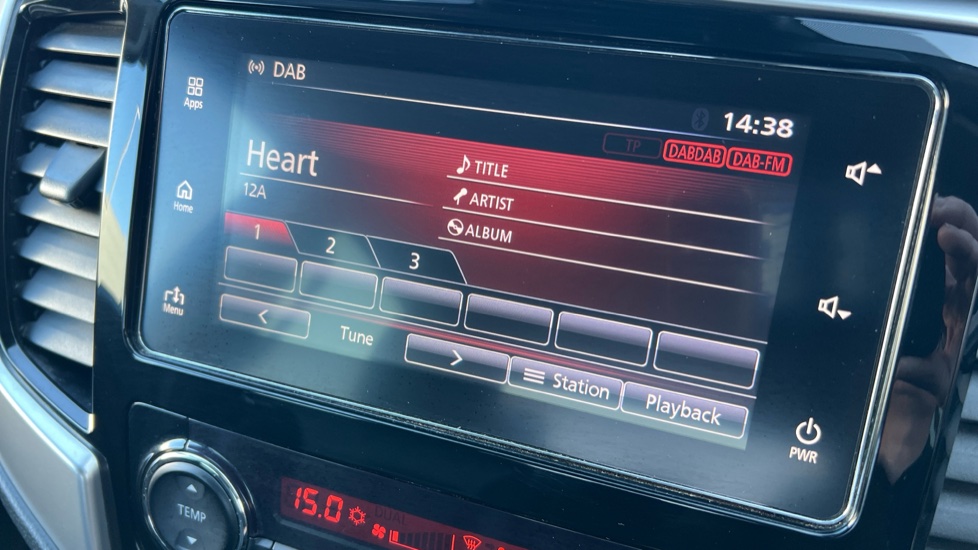 DAB
14:38
TP DABDAB DAB-FM
Apps
Heart
12A
TITLE
ARTIST
ALBUM
Home
1 2 3
Menu
Tune
Station
Playback
PWR
TEMP
15.0
DUAL